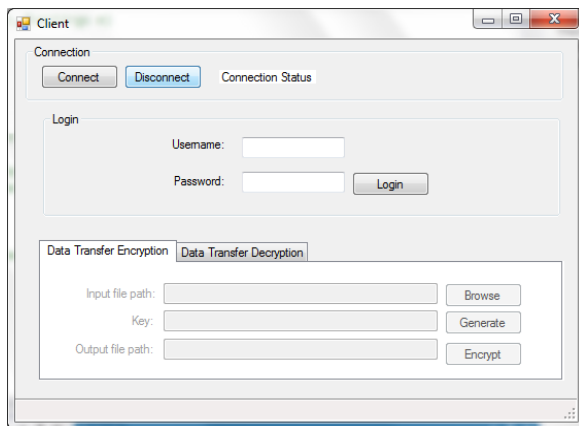 Client
Connection
Connect Disconnect Connection Status
Login
Username:
Password: Login
Data Transfer Encryption Data Transfer Decryption
Input file path: Browse
Key: Generate
Output file path: Encrypt